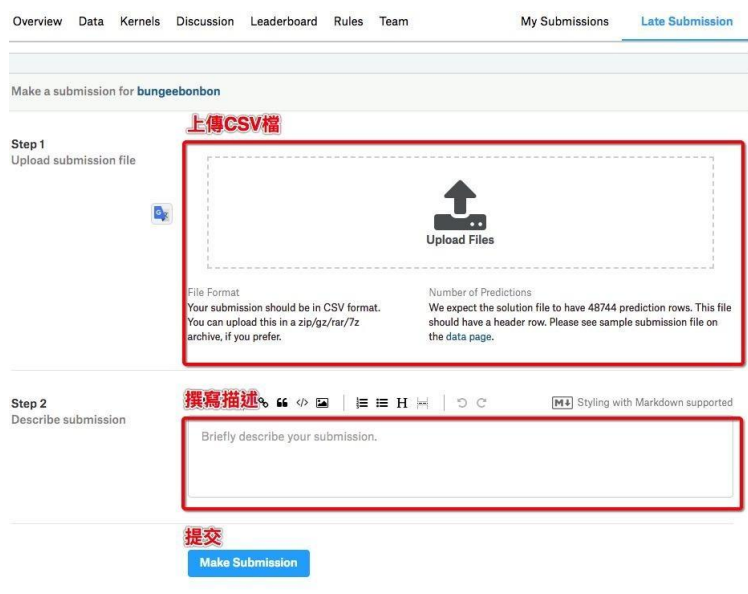 Overview Data Kernels Discussion Leaderboard Rules Team My Submissions Late Submission
Make a submission for bungeebonbon
上傳CSV檔
Step 1
Upload submission file
Upload Files
File Format
Your submission should be in CSV format.
You can upload this in a zip/gz/rar/7z
archive, if you prefer.
Number of Predictions
We expect the solution file to have 48744 prediction rows. This file
should have a header row. Please see sample submission file on
the data page.
Step 2
Describe submission
撰寫描述
H
M Styling with Markdown supported
Briefly describe your submission.
提交
Make Submission